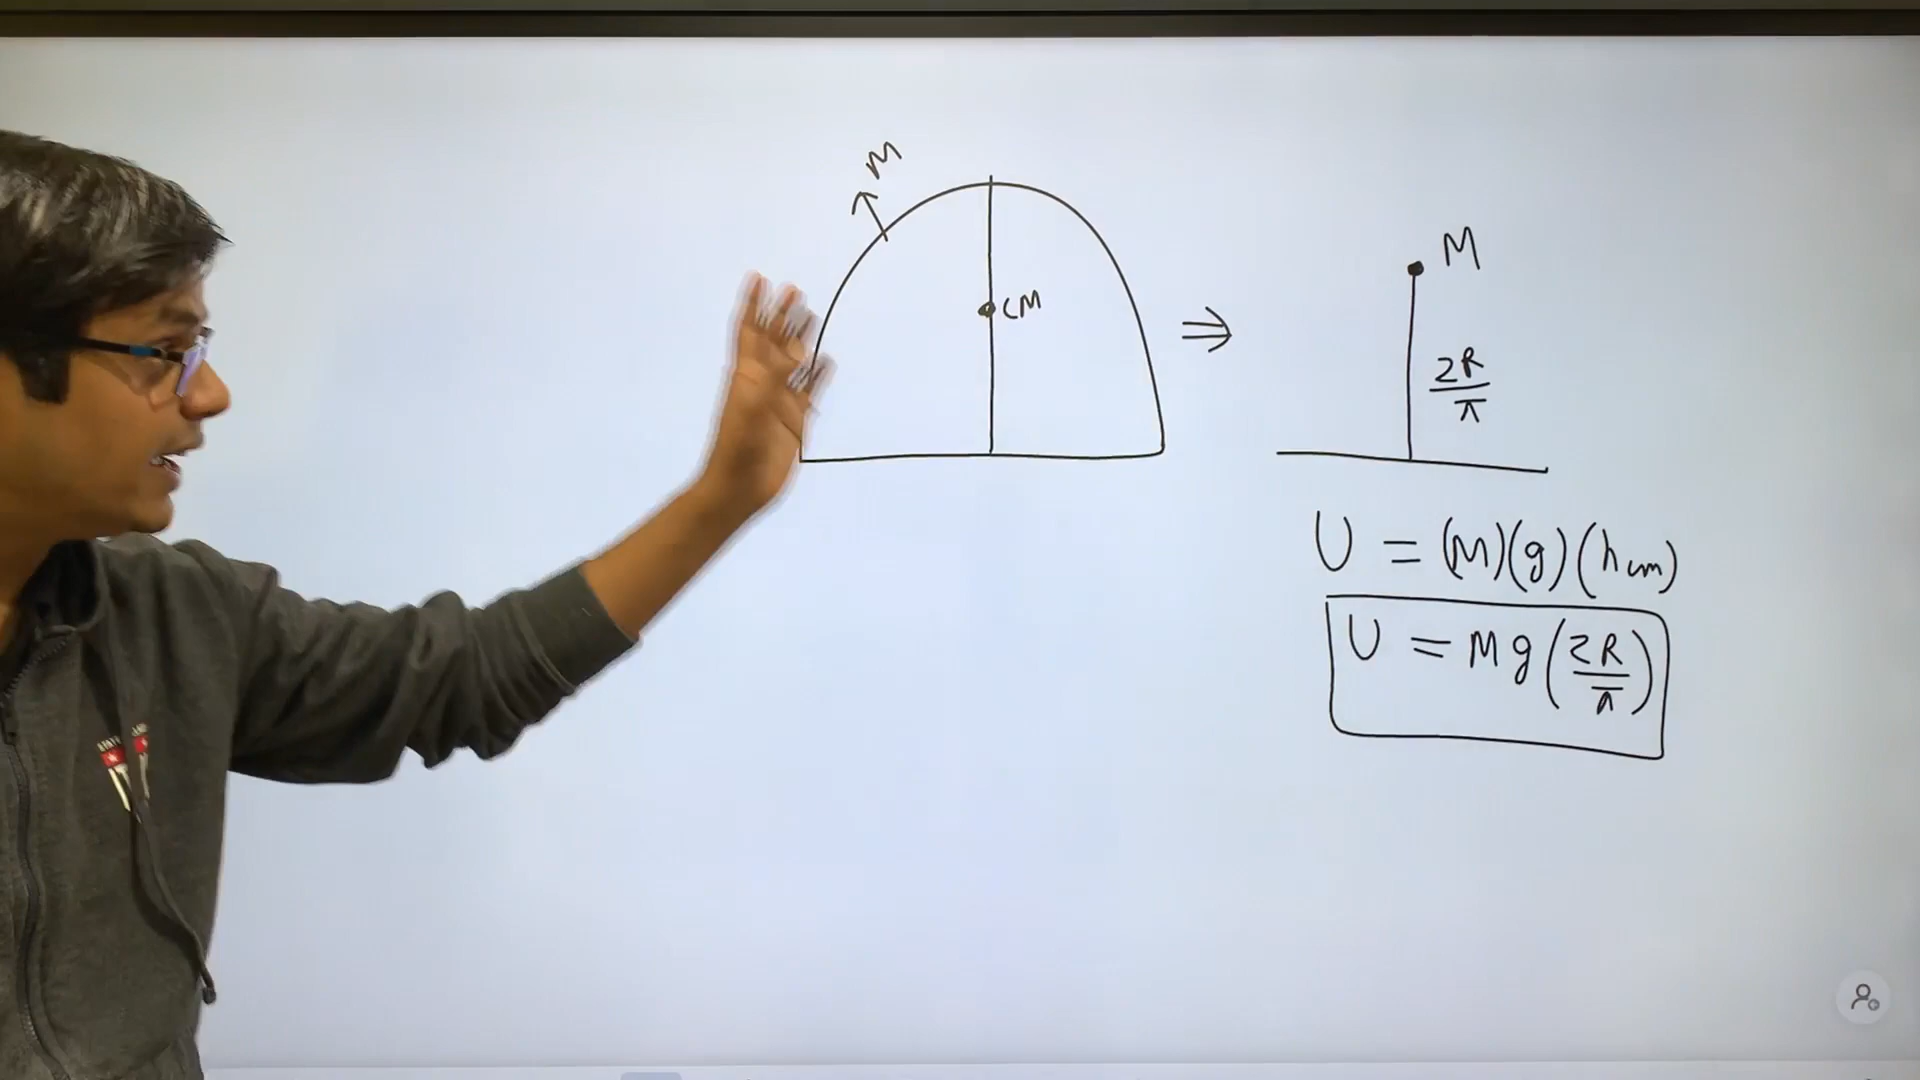 M
CM
⇒
M
2R/π
U = (M)(g)(hcm)
U = Mg(2R/π)